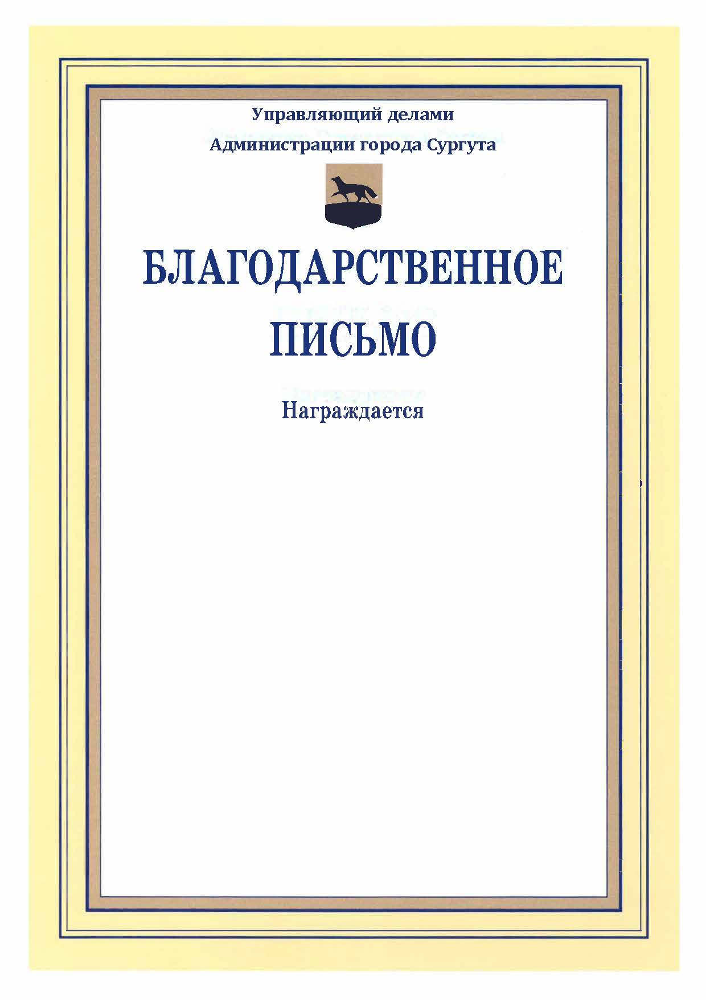 Управляющий делами
Администрации города Сургута
БЛАГОДАРСТВЕННОЕ
ПИСЬМО
Награждается